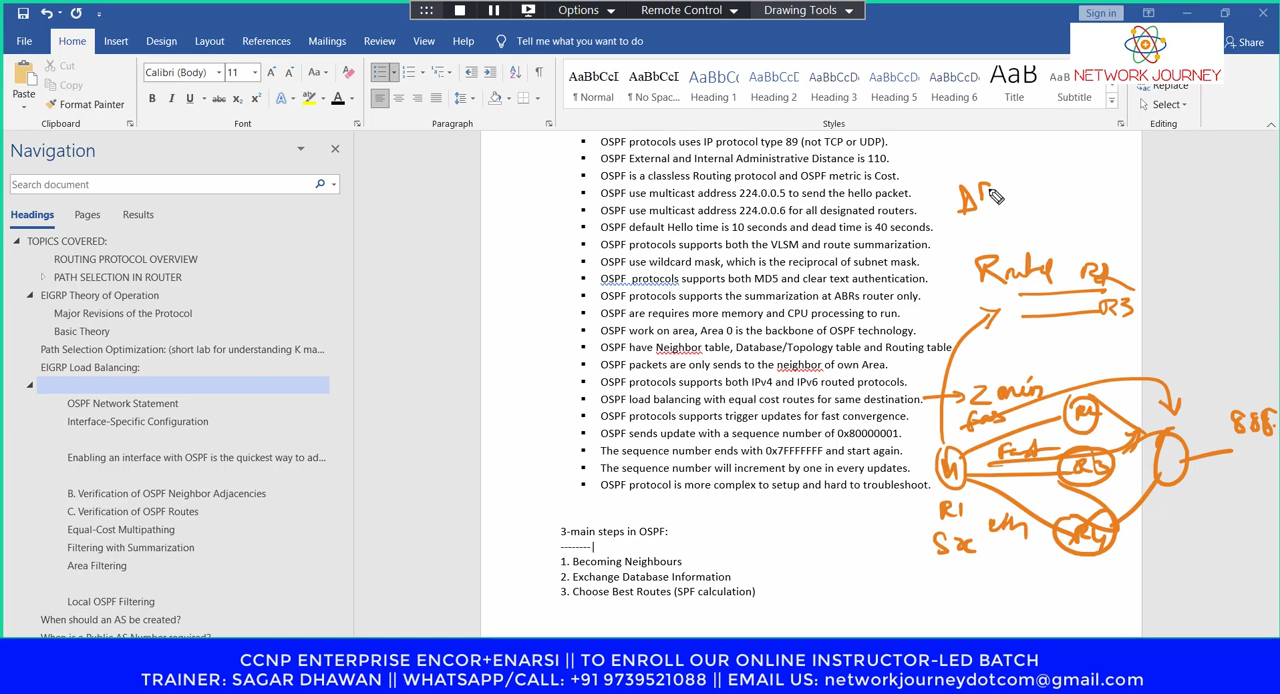 Options
Remote Control
Drawing Tools
Sign in
File
Home
Insert
Design
Layout
References
Mailings
Review
View
Help
Tell me what you want to do
Share
NETWORK JOURNEY
Paste
Cut
Copy
Format Painter
Calibri (Body)
11
AaBbCcI
AaBbCcI
AaBbC(
AaBbCcI
AaBbCcD
AaBbCcD
AaBbCcD
AaB
¶ Normal
¶ No Spac...
Heading 1
Heading 2
Heading 3
Heading 5
Heading 6
Title
Subtitle
Replace
Select
Clipboard
Font
Paragraph
Styles
Editing
Navigation
Search document
Headings
Pages
Results
TOPICS COVERED:
ROUTING PROTOCOL OVERVIEW
PATH SELECTION IN ROUTER
EIGRP Theory of Operation
Major Revisions of the Protocol
Basic Theory
Path Selection Optimization: (short lab for understanding K ma...
EIGRP Load Balancing:
OSPF Network Statement
Interface-Specific Configuration
Enabling an interface with OSPF is the quickest way to ad...
B. Verification of OSPF Neighbor Adjacencies
C. Verification of OSPF Routes
Equal-Cost Multipathing
Filtering with Summarization
Area Filtering
Local OSPF Filtering
When should an AS be created?
When is a Public AS Number required?
OSPF protocols uses IP protocol type 89 (not TCP or UDP).
OSPF External and Internal Administrative Distance is 110.
OSPF is a classless Routing protocol and OSPF metric is Cost.
OSPF use multicast address 224.0.0.5 to send the hello packet.
OSPF use multicast address 224.0.0.6 for all designated routers.
OSPF default Hello time is 10 seconds and dead time is 40 seconds.
OSPF protocols supports both the VLSM and route summarization.
OSPF use wildcard mask, which is the reciprocal of subnet mask.
OSPF protocols supports both MD5 and clear text authentication.
OSPF protocols supports the summarization at ABRs router only.
OSPF are requires more memory and CPU processing to run.
OSPF work on area, Area 0 is the backbone of OSPF technology.
OSPF have Neighbor table, Database/Topology table and Routing table
OSPF packets are only sends to the neighbor of own Area.
OSPF protocols supports both IPv4 and IPv6 routed protocols.
OSPF load balancing with equal cost routes for same destination.
OSPF protocols supports trigger updates for fast convergence.
OSPF sends update with a sequence number of 0x80000001.
The sequence number ends with 0x7FFFFFFF and start again.
The sequence number will increment by one in every updates.
OSPF protocol is more complex to setup and hard to troubleshoot.
3-main steps in OSPF:
--------
1. Becoming Neighbours
2. Exchange Database Information
3. Choose Best Routes (SPF calculation)
R3
2 min
R3
R4
R1
888.
CCNP ENTERPRISE ENCOR+ENARSI || TO ENROLL OUR ONLINE INSTRUCTOR-LED BATCH
TRAINER: SAGAR DHAWAN || WHATSAPP/CALL: +91 9739521088 || EMAIL US: networkjourneydotcom@gmail.com